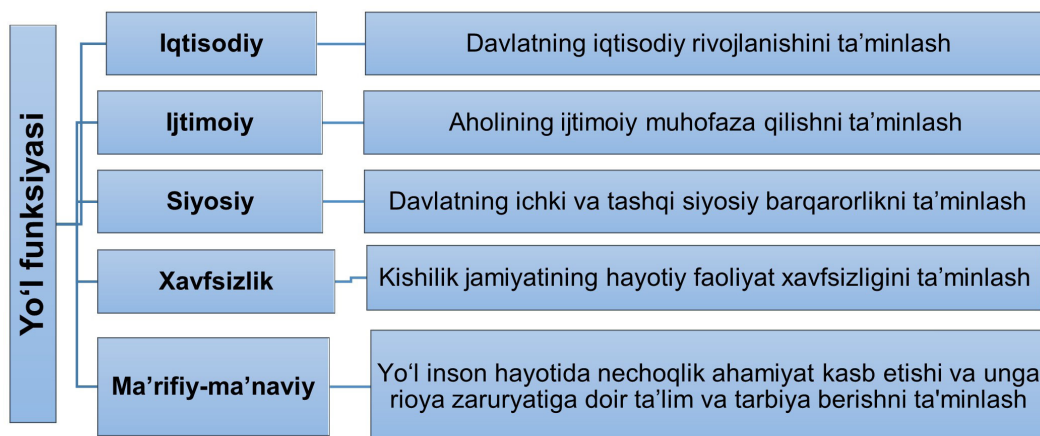 Yo‘l funksiyasi
Iqtisodiy
Davlatning iqtisodiy rivojlanishini ta’minlash
Ijtimoiy
Aholining ijtimoiy muhofaza qilishni ta’minlash
Siyosiy
Davlatning ichki va tashqi siyosiy barqarorlikni ta’minlash
Xavfsizlik
Kishilik jamiyatining hayotiy faoliyat xavfsizligini ta’minlash
Ma’rifiy-ma’naviy
Yo‘l inson hayotida nechoqlik ahamiyat kasb etishi va unga
rioya zaruryatiga doir ta’lim va tarbiya berishni ta'minlash